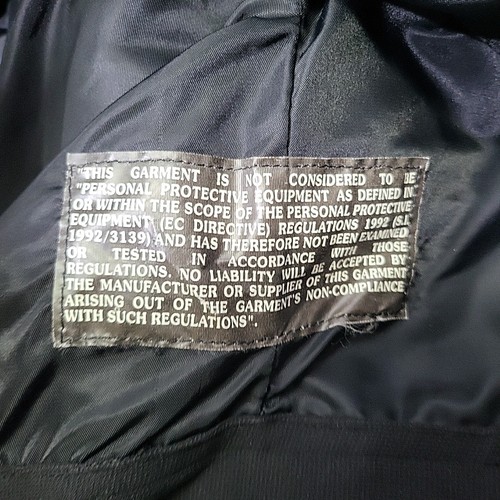 "THIS GARMENT IS NOT CONSIDERED TO BE
"PERSONAL PROTECTIVE EQUIPMENT AS DEFINED IN
OR WITHIN THE SCOPE OF THE PERSONAL PROTECTIVE
EQUIPMENT (EC DIRECTIVE) REGULATIONS 1992 (S.I.
1992/3139) AND HAS THEREFORE NOT BEEN EXAMINED
OR TESTED IN ACCORDANCE WITH THOSE
REGULATIONS. NO LIABILITY WILL BE ACCEPTED BY
THE MANUFACTURER OR SUPPLIER OF THIS GARMENT
ARISING OUT OF THE GARMENT'S NON-COMPLIANCE
WITH SUCH REGULATIONS".